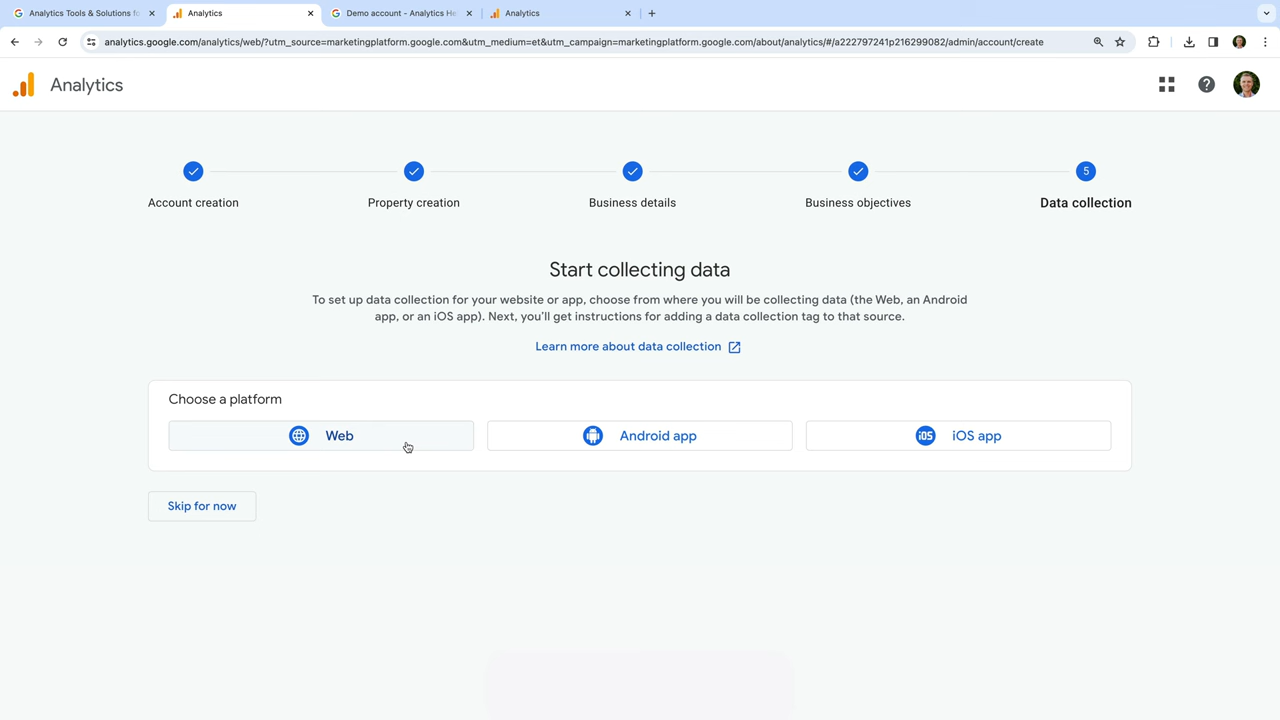 Analytics Tools & Solutions fo
Analytics
Demo account - Analytics He
Analytics
analytics.google.com/analytics/web/?utm_source=marketingplatform.google.com&utm_medium=et&utm_campaign=marketingplatform.google.com/about/analytics/#/a222797241p216299082/admin/account/create
Analytics
5
Account creation
Property creation
Business details
Business objectives
Data collection
Start collecting data
To set up data collection for your website or app, choose from where you will be collecting data (the Web, an Android
app, or an iOS app). Next, you'll get instructions for adding a data collection tag to that source.
Learn more about data collection
Choose a platform
Web
Android app
iOS
iOS app
Skip for now